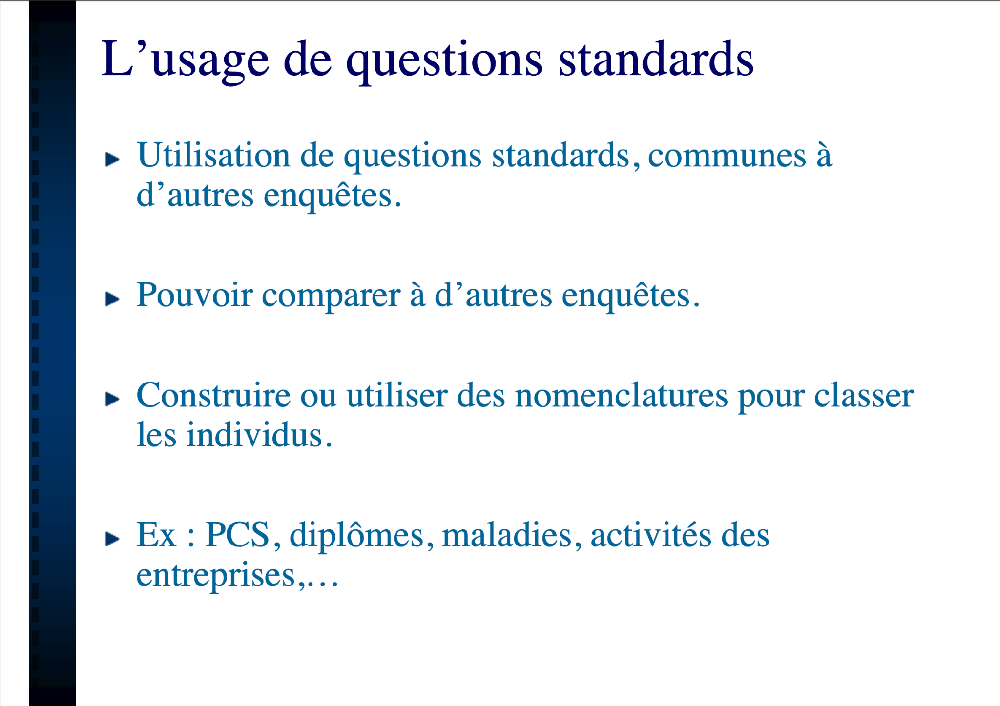 L’usage de questions standards
Utilisation de questions standards, communes à
d’autres enquêtes.
Pouvoir comparer à d’autres enquêtes.
Construire ou utiliser des nomenclatures pour classer
les individus.
Ex : PCS, diplômes, maladies, activités des
entreprises,…